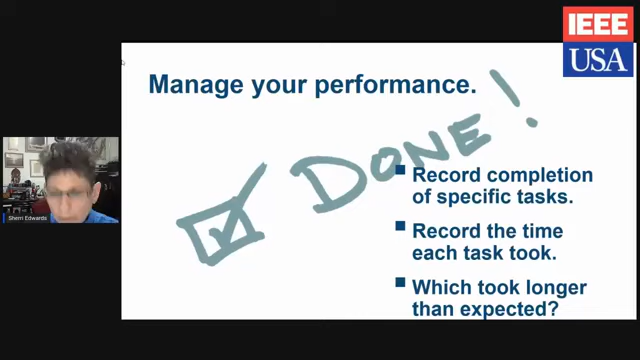 IEEE
USA
Manage your performance.
DONE!
Record completion
of specific tasks.
Record the time
each task took.
Which took longer
than expected?
Sherri Edwards